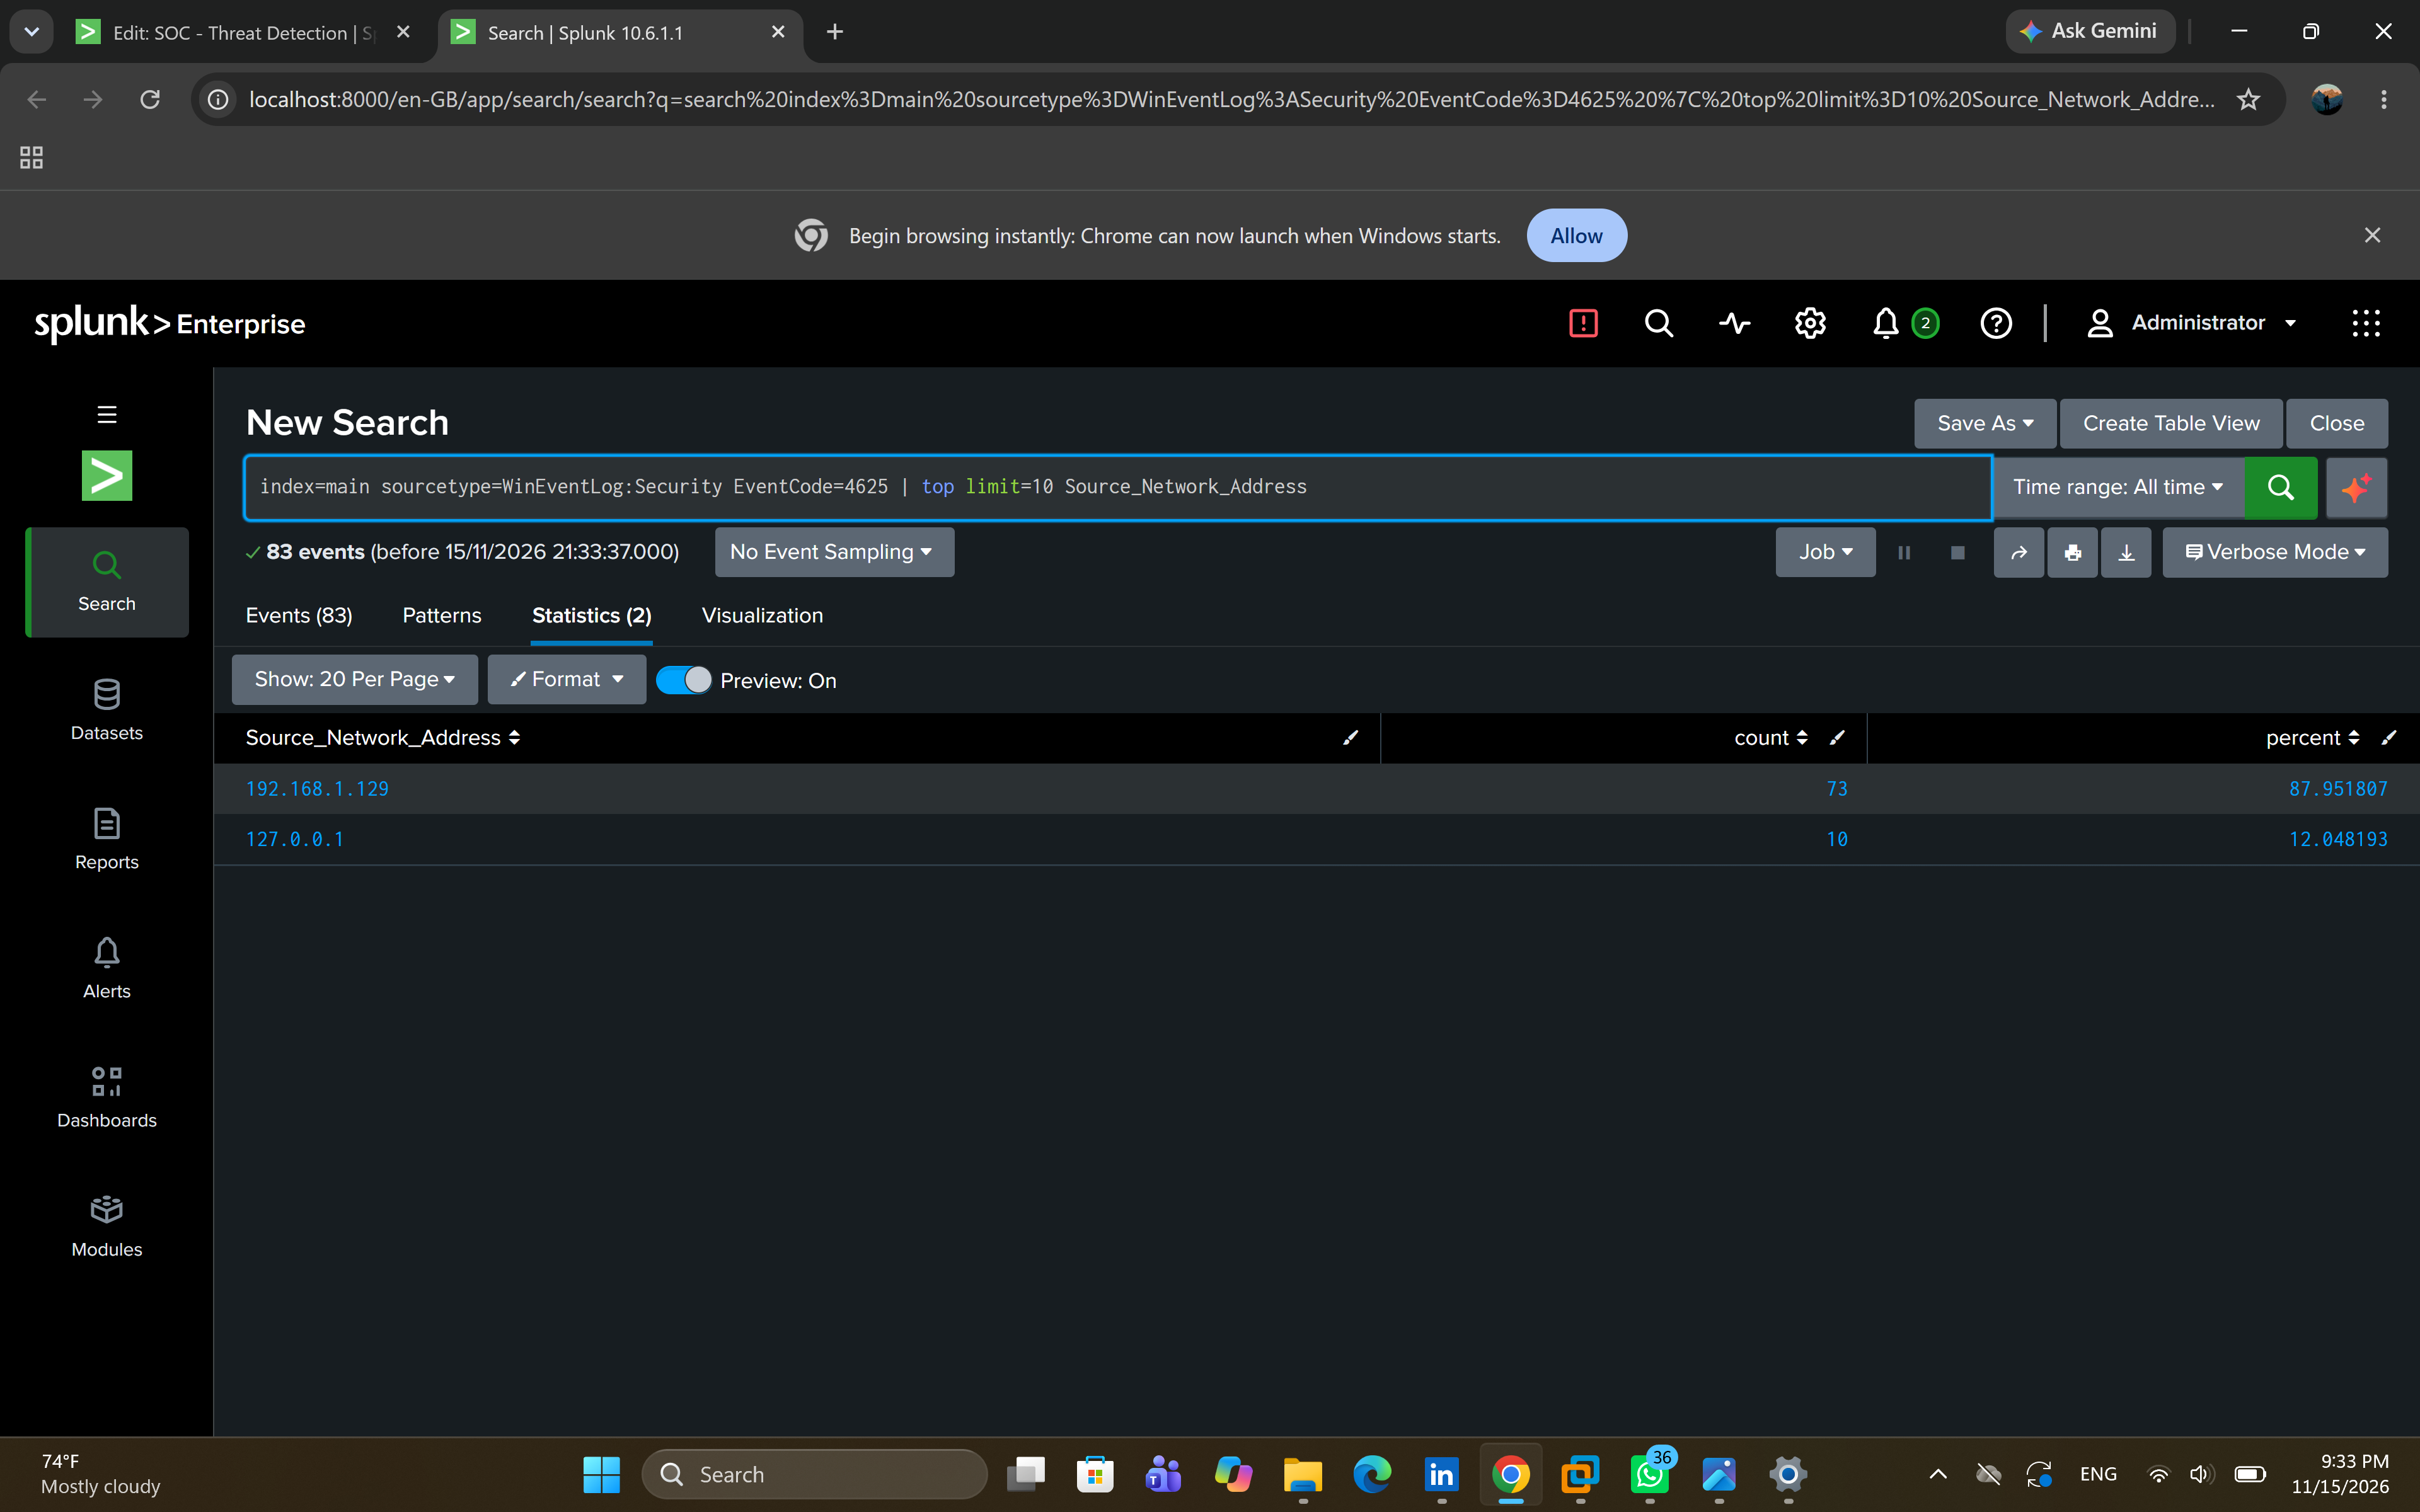 Edit: SOC - Threat Detection | S
Search | Splunk 10.6.1.1
Ask Gemini
localhost:8000/en-GB/app/search/search?q=search%20index%3Dmain%20sourcetype%3DWinEventLog%3ASecurity%20EventCode%3D4625%20%7C%20top%20limit%3D10%20Source_Network_Addre...
Begin browsing instantly: Chrome can now launch when Windows starts.
Allow
splunk>Enterprise
2
Administrator
New Search
Save As
Create Table View
Close
index=main sourcetype=WinEventLog:Security EventCode=4625 | top limit=10 Source_Network_Address
Time range: All time
83 events (before 15/11/2026 21:33:37.000)
No Event Sampling
Job
Verbose Mode
Search
Datasets
Reports
Alerts
Dashboards
Modules
Events (83)
Patterns
Statistics (2)
Visualization
Show: 20 Per Page
Format
Preview: On
Source_Network_Address
count
percent
192.168.1.129
73
87.951807
127.0.0.1
10
12.048193
74°F
Mostly cloudy
Search
T
in
36
ENG
9:33 PM
11/15/2026